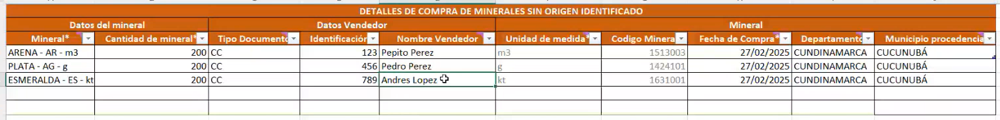 DETALLES DE COMPRA DE MINERALES SIN ORIGEN IDENTIFICADO
Datos del mineral Datos Vendedor Mineral
Mineral* Cantidad de mineral* Tipo Documento Identificación Nombre Vendedor Unidad de medida* Codigo Minera Fecha de Compra* Departamento Municipio procedencia
ARENA - AR - m3 200 CC 123 Pepito Perez m3 1513003 27/02/2025 CUNDINAMARCA CUCUNUBÁ
PLATA - AG - g 200 CC 456 Pedro Perez g 1424101 27/02/2025 CUNDINAMARCA CUCUNUBÁ
ESMERALDA - ES - kt 200 CC 789 Andres Lopez kt 1631001 27/02/2025 CUNDINAMARCA CUCUNUBÁ